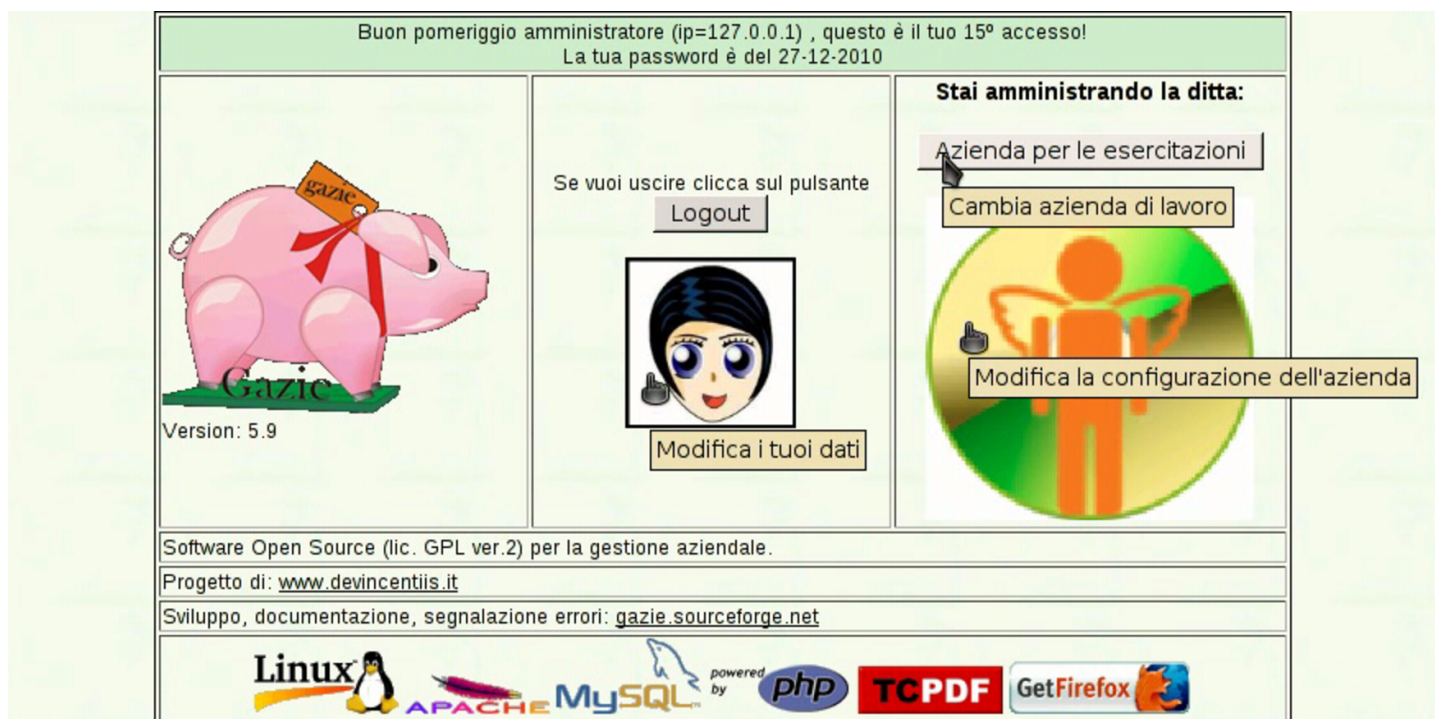 Buon pomeriggio amministratore (ip=127.0.0.1) , questo è il tuo 15º accesso!
La tua password è del 27-12-2010
gazie
Gazie
Version: 5.9
Se vuoi uscire clicca sul pulsante
Logout
Modifica i tuoi dati
Stai amministrando la ditta:
Azienda per le esercitazioni
Cambia azienda di lavoro
Modifica la configurazione dell'azienda
Software Open Source (lic. GPL ver.2) per la gestione aziendale.
Progetto di: www.devincentiis.it
Sviluppo, documentazione, segnalazione errori: gazie.sourceforge.net
Linux APACHE MySQL powered by php TCPDF GetFirefox